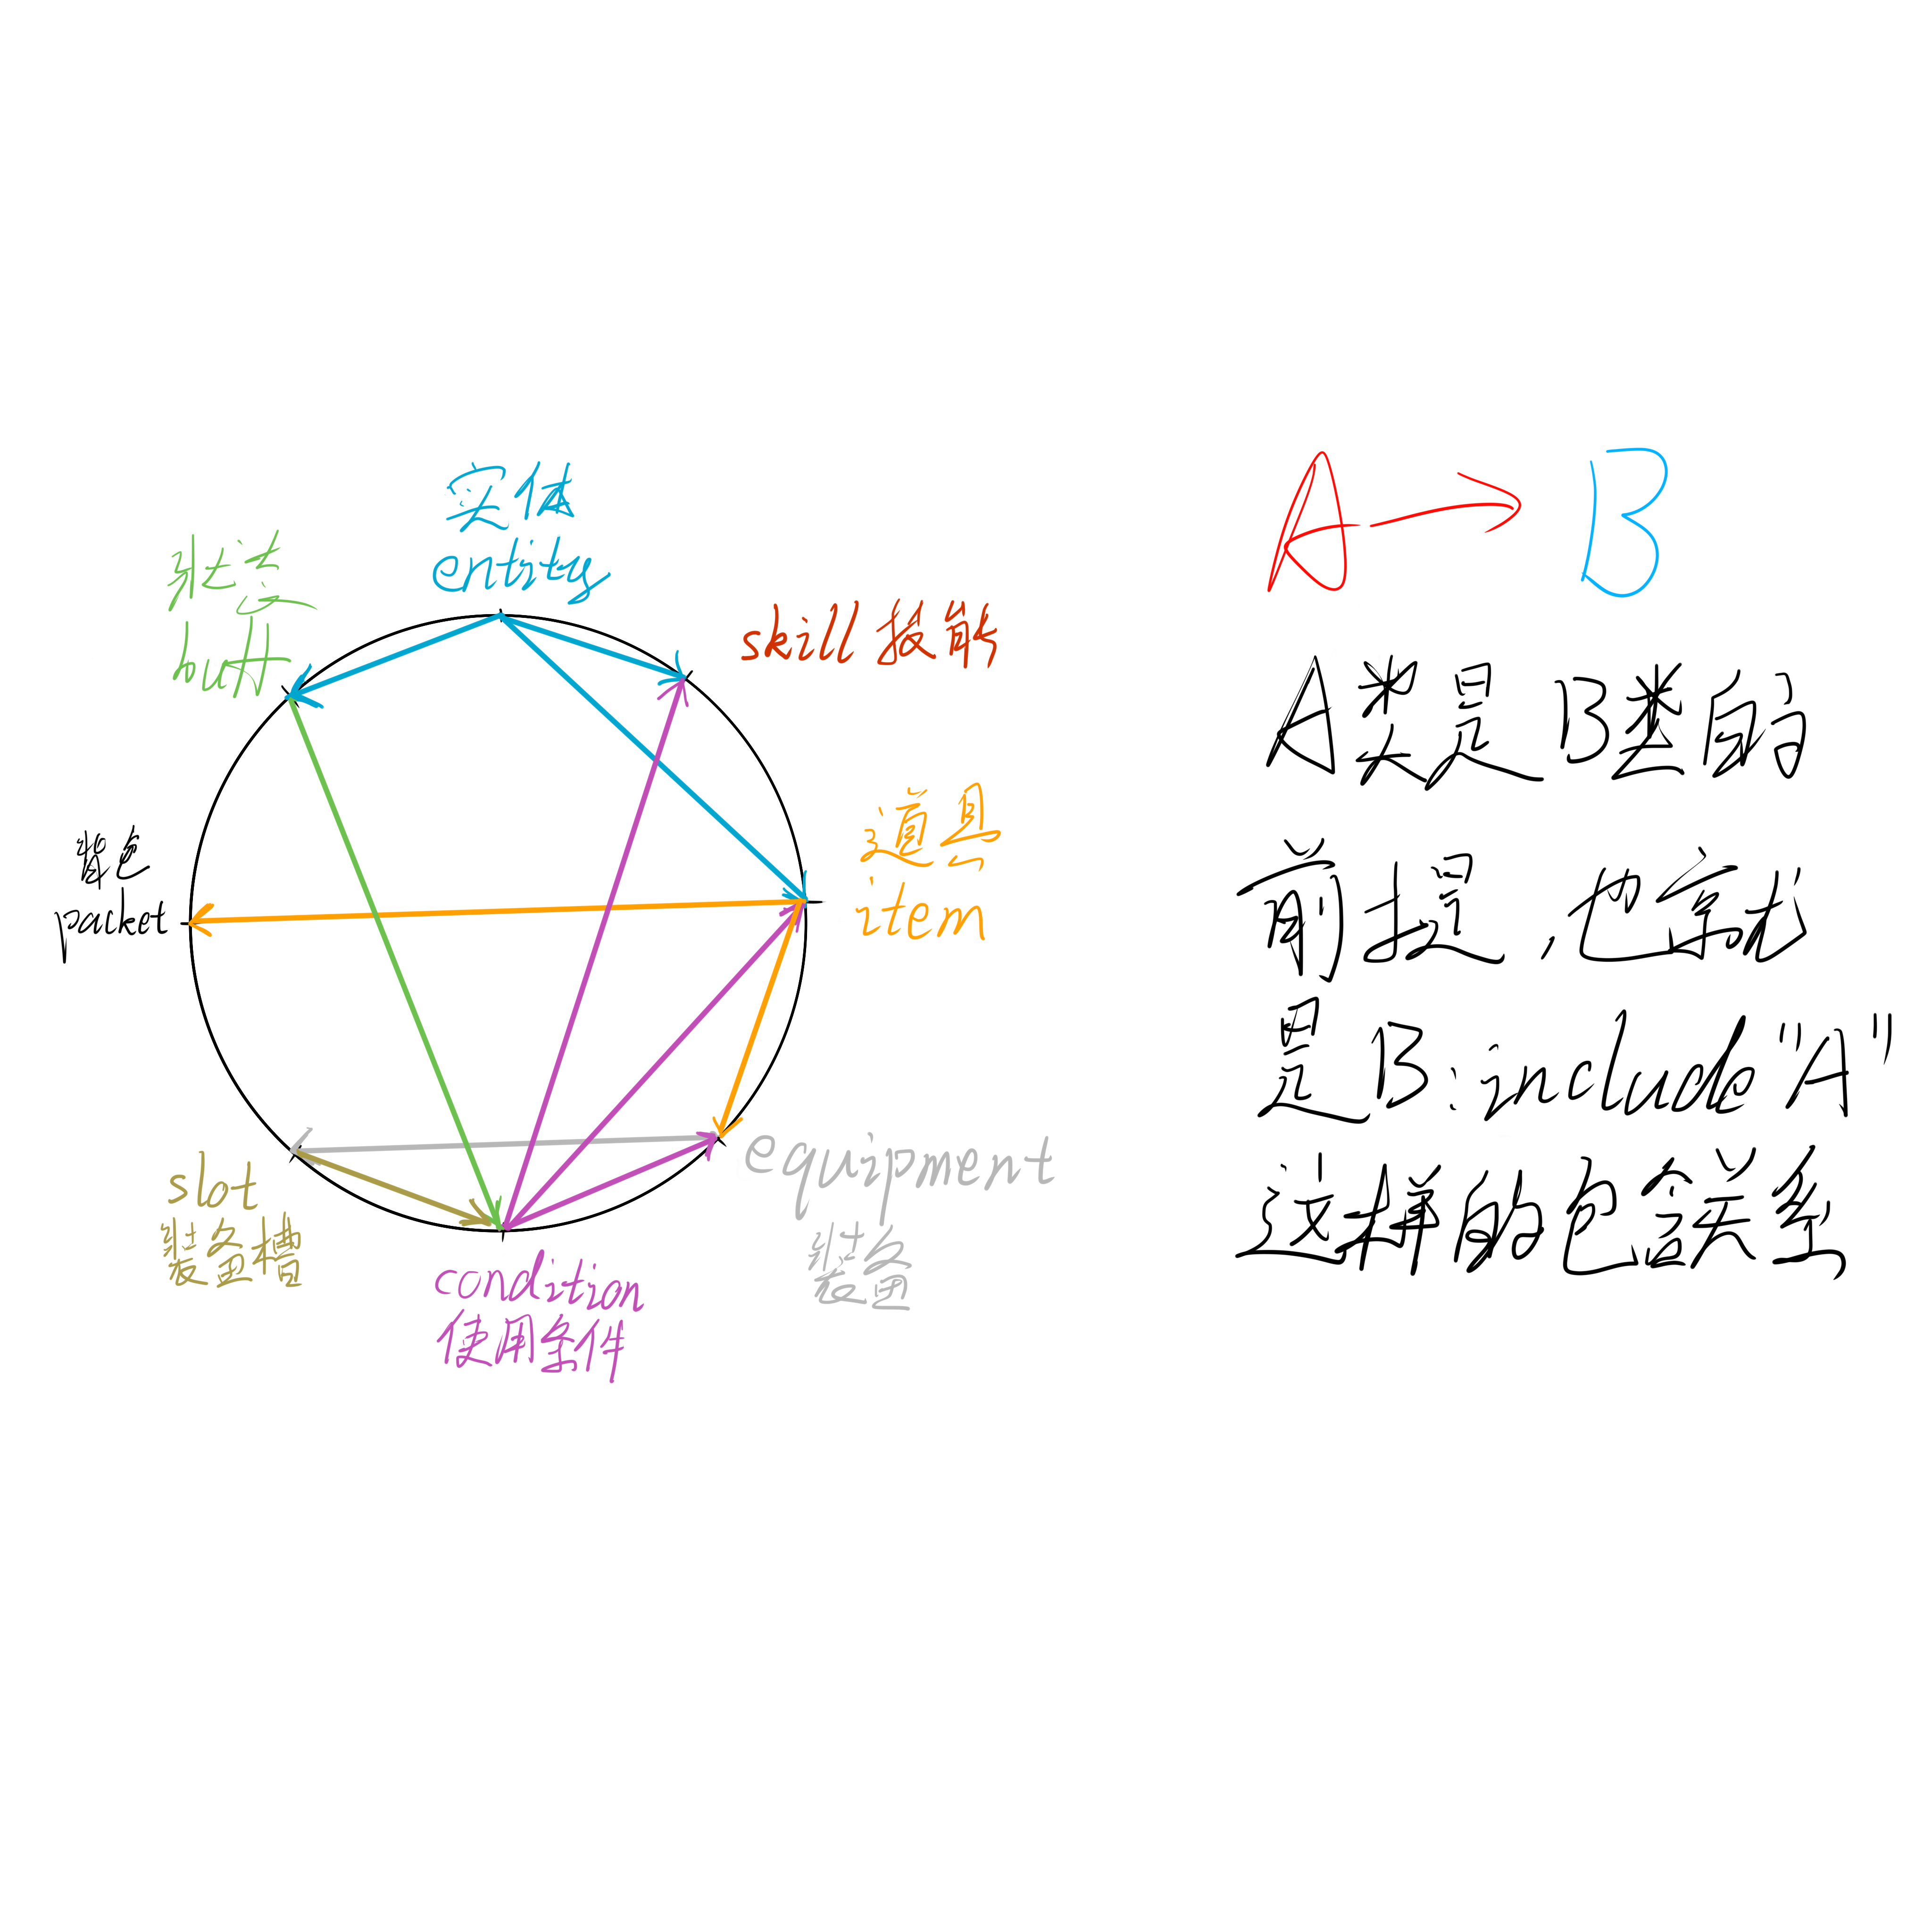 实体
entity
状态
buff
skill 技能
道具
item
背包
packet
equipment
装备
slot
装备槽
condition
使用条件
A → B
A类是B类的
前提，也就
是B:include"A"
这样的包含关系